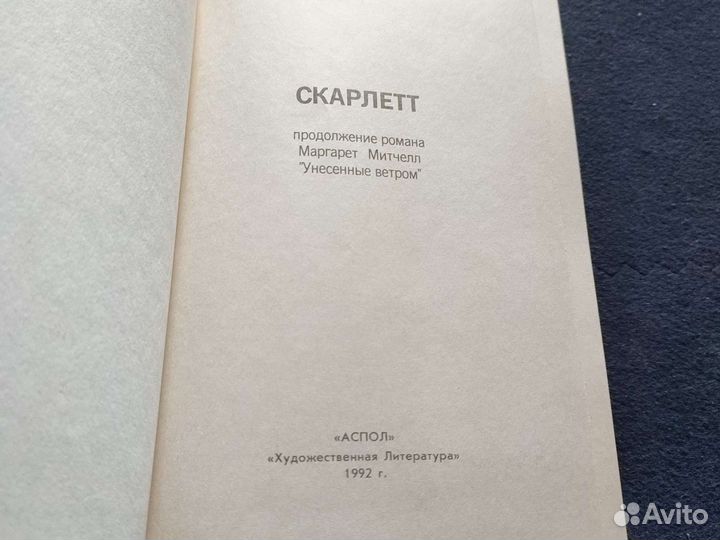 СКАРЛЕТТ
продолжение романа
Маргарет Митчелл
"Унесенные ветром"
«АСПОЛ»
«Художественная Литература»
1992 г.
Avito